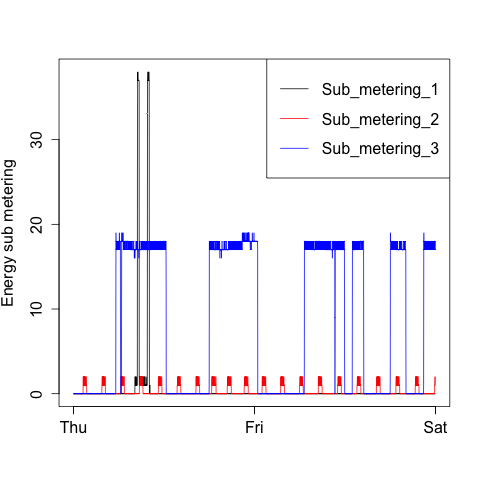 Sub_metering_1
Sub_metering_2
Sub_metering_3
Energy sub metering
30
20
10
0
Thu
Fri
Sat